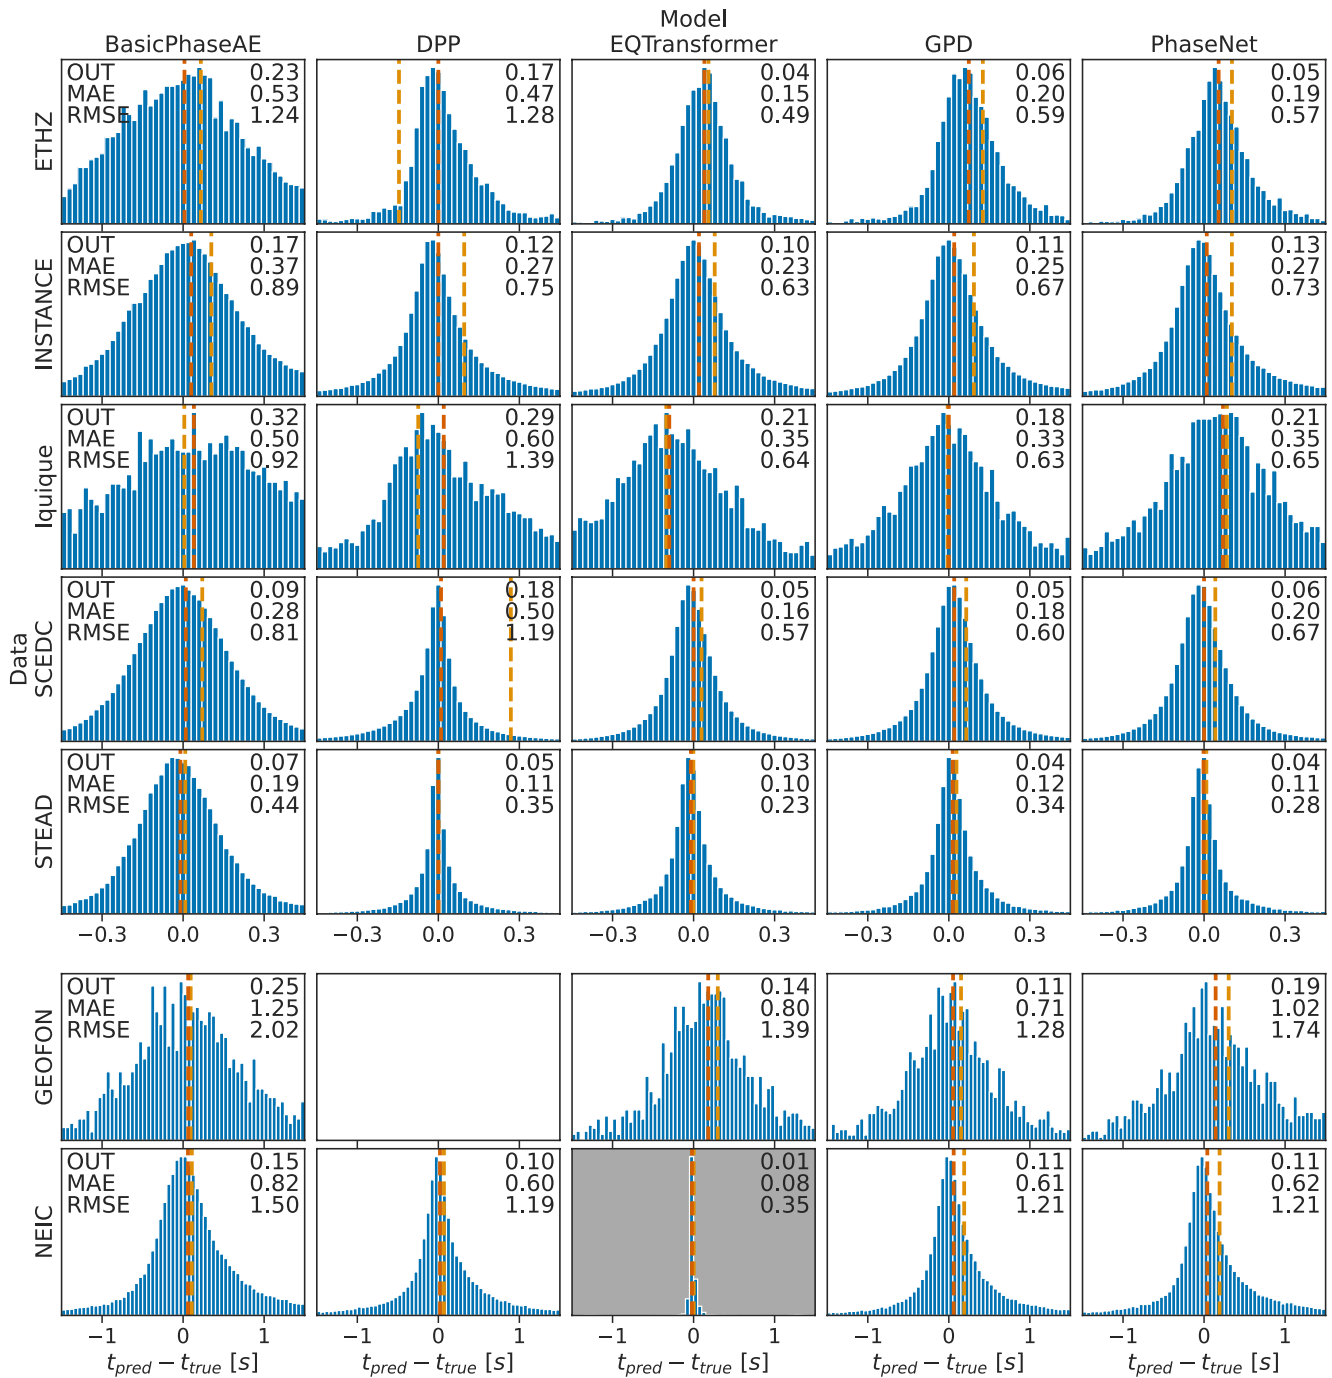 Model
BasicPhaseAE DPP EQTransformer GPD PhaseNet
Data
ETHZ
OUT 0.23 0.17 0.04 0.06 0.05
MAE 0.53 0.47 0.15 0.20 0.19
RMSE 1.24 1.28 0.49 0.59 0.57
INSTANCE
OUT 0.17 0.12 0.10 0.11 0.13
MAE 0.37 0.27 0.23 0.25 0.27
RMSE 0.89 0.75 0.63 0.67 0.73
Iquique
OUT 0.32 0.29 0.21 0.18 0.21
MAE 0.50 0.60 0.35 0.33 0.35
RMSE 0.92 1.39 0.64 0.63 0.65
SCEDC
OUT 0.09 0.18 0.05 0.05 0.06
MAE 0.28 0.50 0.16 0.18 0.20
RMSE 0.81 1.19 0.57 0.60 0.67
STEAD
OUT 0.07 0.05 0.03 0.04 0.04
MAE 0.19 0.11 0.10 0.12 0.11
RMSE 0.44 0.35 0.23 0.34 0.28
−0.3 0.0 0.3 −0.3 0.0 0.3 −0.3 0.0 0.3 −0.3 0.0 0.3 −0.3 0.0 0.3
GEOFON
OUT 0.25 0.14 0.11 0.19
MAE 1.25 0.80 0.71 1.02
RMSE 2.02 1.39 1.28 1.74
NEIC
OUT 0.15 0.10 0.01 0.11 0.11
MAE 0.82 0.60 0.08 0.61 0.62
RMSE 1.50 1.19 0.35 1.21 1.21
−1 0 1 −1 0 1 −1 0 1 −1 0 1 −1 0 1
t_pred − t_true [s] t_pred − t_true [s] t_pred − t_true [s] t_pred − t_true [s] t_pred − t_true [s]